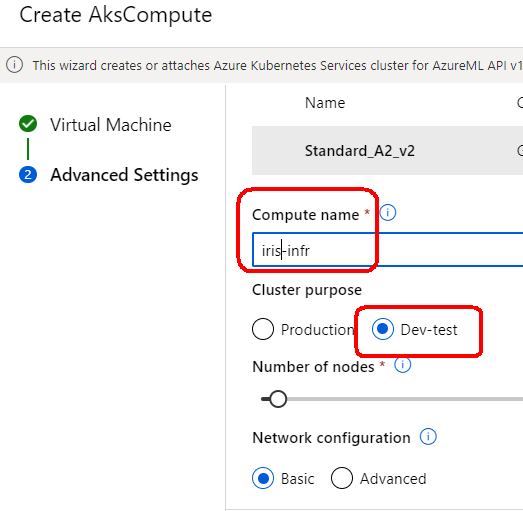 Create AksCompute
This wizard creates or attaches Azure Kubernetes Services cluster for AzureML API v1
Virtual Machine
2 Advanced Settings
Name
Standard_A2_v2
Compute name *
iris-infr
Cluster purpose
Production Dev-test
Number of nodes *
Network configuration
Basic Advanced